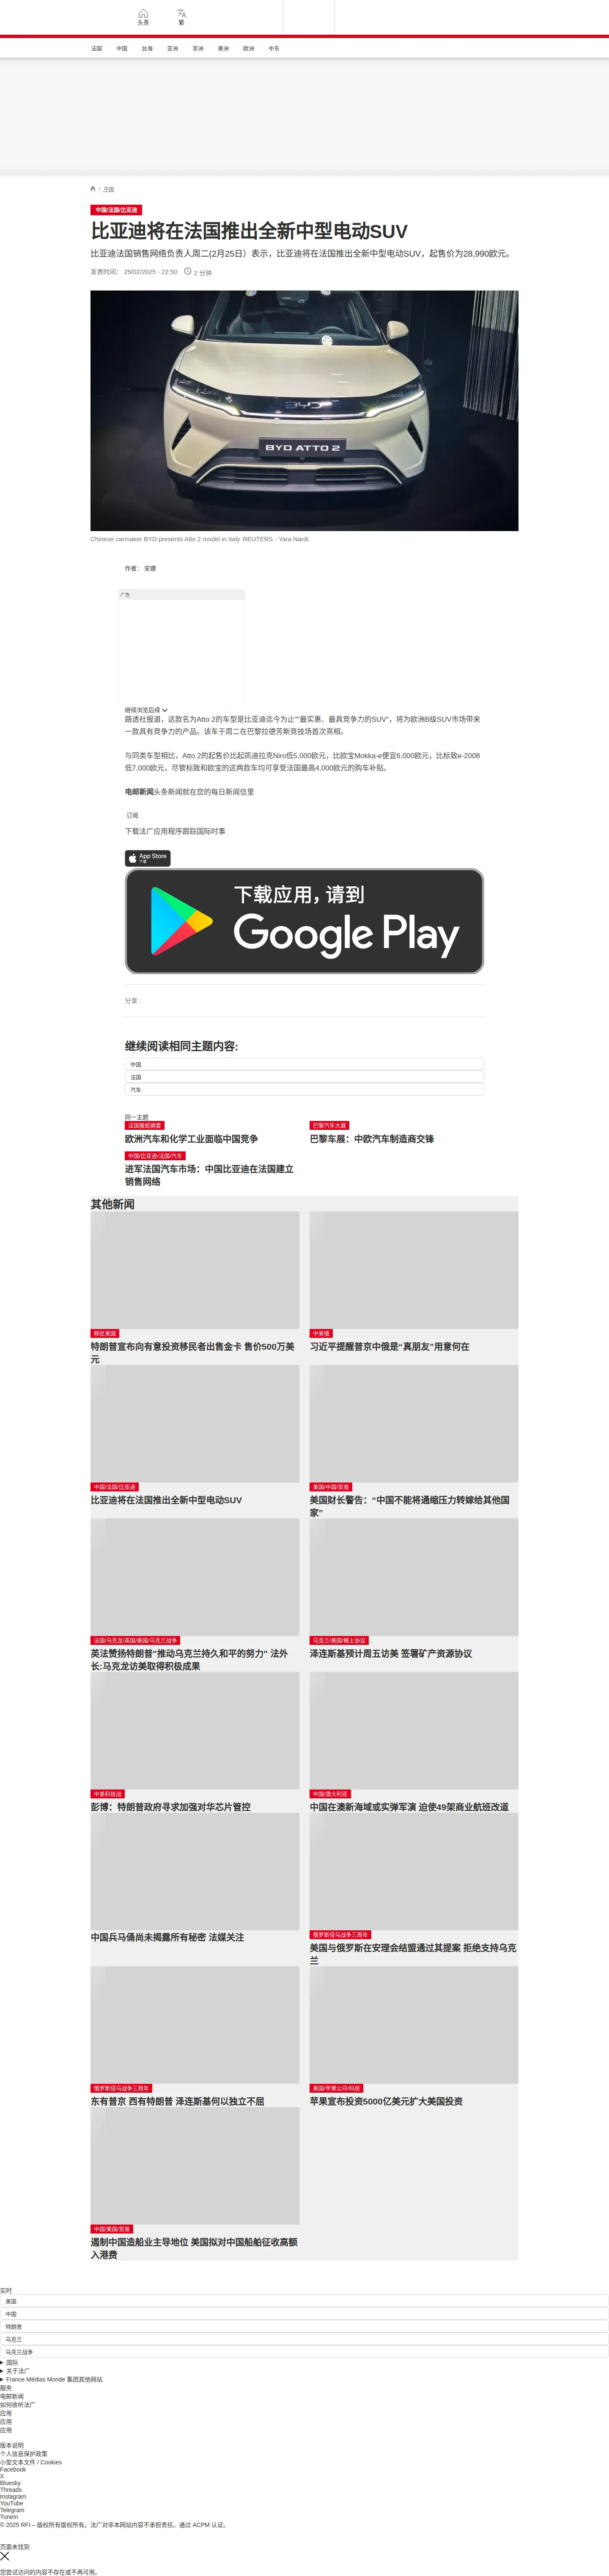 头条
繁
法国 中国 台海 亚洲 非洲 美洲 欧洲 中东
/ 中国
中国/法国/比亚迪
比亚迪将在法国推出全新中型电动SUV
比亚迪法国销售网络负责人周二(2月25日）表示，比亚迪将在法国推出全新中型电动SUV，起售价为28,990欧元。
发表时间： 25/02/2025 - 22:50 2 分钟
BYD
BYD ATTO 2
Chinese carmaker BYD presents Atto 2 model in Italy REUTERS - Yara Nardi
作者： 安娜
广告
继续浏览后续
路透社报道，这款名为Atto 2的车型是比亚迪迄今为止"“最实惠、最具竞争力的SUV”，将为欧洲B级SUV市场带来
一款具有竞争力的产品。该车于周二在巴黎拉德芳斯竞技场首次亮相。
与同类车型相比，Atto 2的起售价比起凯迪拉克Niro低5,000欧元，比欧宝Mokka-e便宜6,000欧元，比标致e-2008
低7,000欧元，尽管标致和欧宝的这两款车均可享受法国最高4,000欧元的购车补贴。
电邮新闻头条新闻就在您的每日新闻信里
订阅
下载法广应用程序跟踪国际时事
App Store
下载
下载应用，请到
Google Play
分享 :
继续阅读相同主题内容:
中国
法国
汽车
同一主题
法国报纸摘要
欧洲汽车和化学工业面临中国竞争
巴黎汽车大展
巴黎车展：中欧汽车制造商交锋
中国/比亚迪/法国/汽车
进军法国汽车市场：中国比亚迪在法国建立
销售网络
其他新闻
移民美国
特朗普宣布向有意投资移民者出售金卡 售价500万美
元
中美俄
习近平提醒普京中俄是“真朋友”用意何在
中国/法国/比亚迪
比亚迪将在法国推出全新中型电动SUV
美国/中国/贸易
美国财长警告：“中国不能将通缩压力转嫁给其他国
家”
法国/马克龙/英国/美国/乌克兰战争
英法赞扬特朗普"推动乌克兰持久和平的努力" 法外
长:马克龙访美取得积极成果
乌克兰/美国/稀土协议
泽连斯基预计周五访美 签署矿产资源协议
中美科技战
彭博：特朗普政府寻求加强对华芯片管控
中国/澳大利亚
中国在澳新海域或实弹军演 迫使49架商业航班改道
中国兵马俑尚未揭露所有秘密 法媒关注
俄罗斯侵乌战争三周年
美国与俄罗斯在安理会结盟通过其提案 拒绝支持乌克
兰
俄罗斯侵乌战争三周年
东有普京 西有特朗普 泽连斯基何以独立不屈
美国/苹果公司/科技
苹果宣布投资5000亿美元扩大美国投资
中国/美国/贸易
遏制中国造船业主导地位 美国拟对中国船舶征收高额
入港费
实时
美国
中国
特朗普
乌克兰
乌克兰战争
国际
关于法广
France Médias Monde 集团其他网站
服务
电邮新闻
如何收听法广
应用
应用
应用
版本说明
个人信息保护政策
小型文本文件 / Cookies
Facebook
X
Bluesky
Threads
Instagram
YouTube
Telegram
TuneIn
© 2025 RFI – 版权所有版权所有。法广对非本网站内容不承担责任。通过 ACPM 认证。
页面未找到
您尝试访问的内容不存在或不再可用。